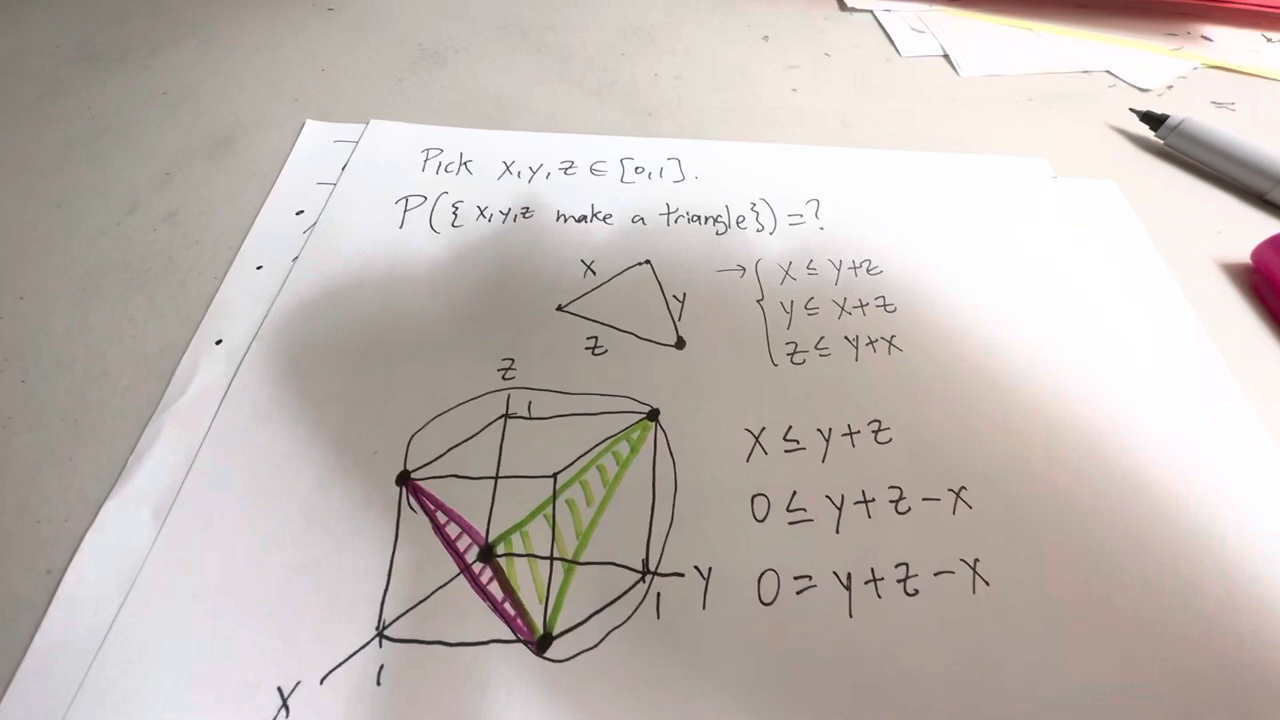 Pick x,y,z ∈ [0,1].
P({x,y,z make a triangle})=?
X
Y
Z
→ { X ≤ Y+Z
Y ≤ X+Z
Z ≤ Y+X
Z
1
Y
1
X
1
X ≤ Y+Z
0 ≤ Y+Z-X
0 = Y+Z-X